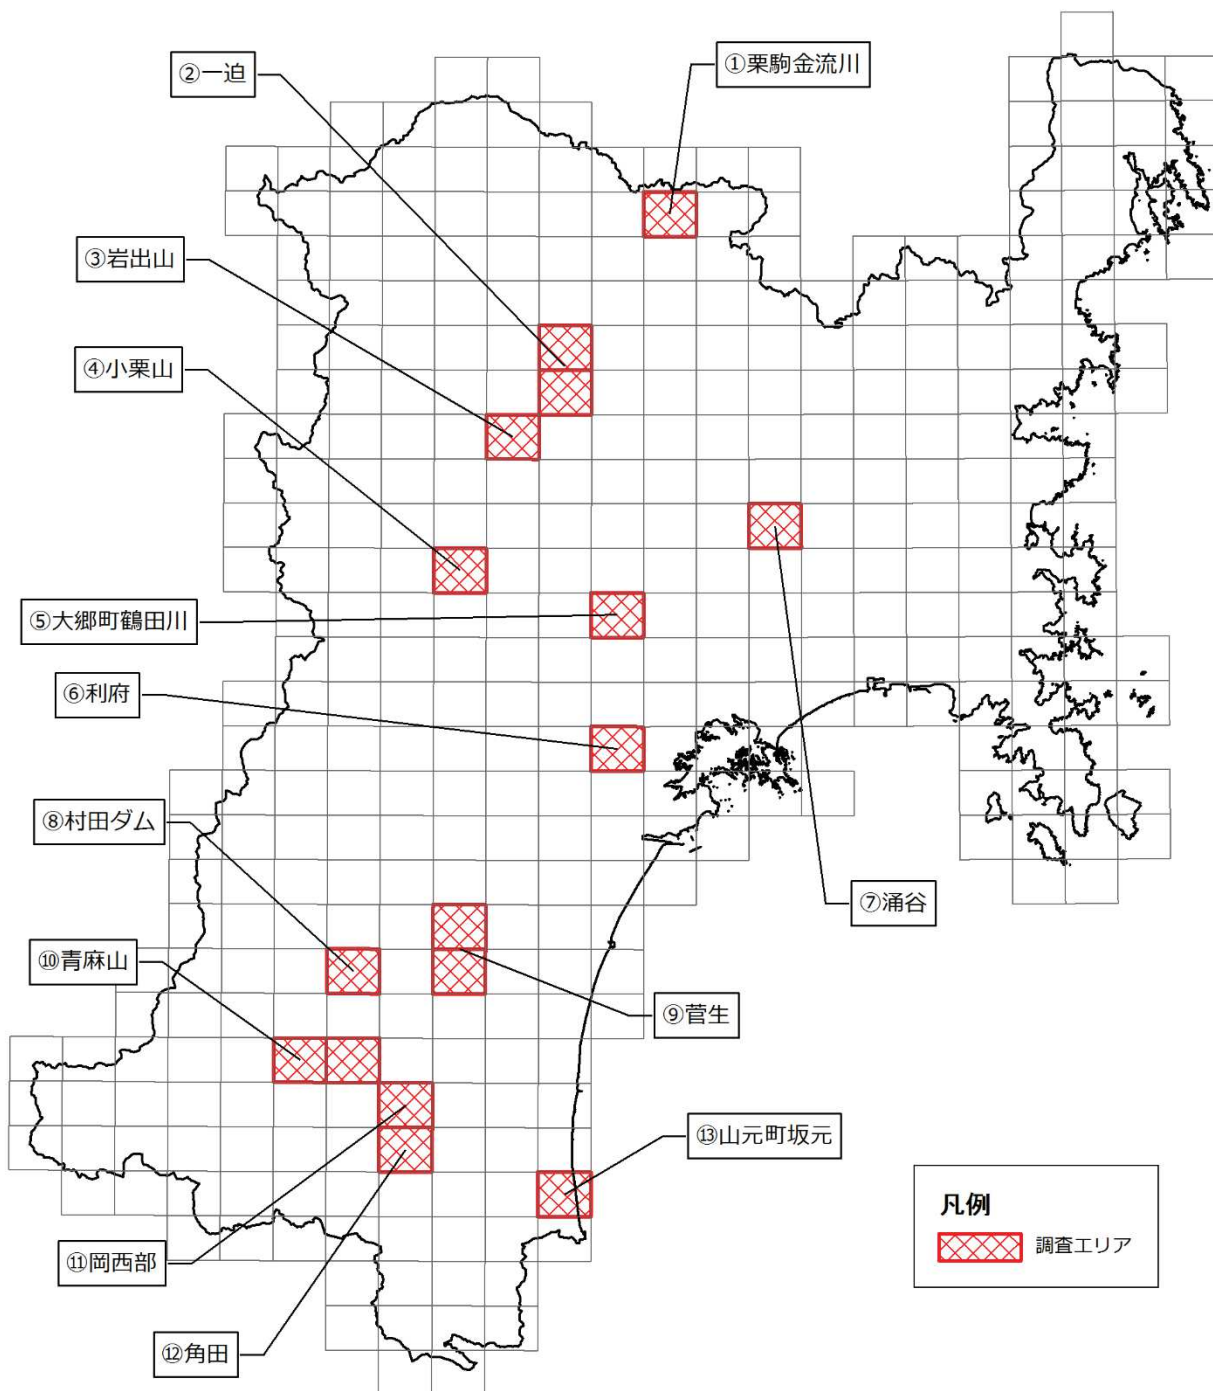 ①栗駒金流川
②一迫
③岩出山
④小栗山
⑤大郷町鶴田川
⑥利府
⑧村田ダム
⑦涌谷
⑩青麻山
⑨菅生
⑬山元町坂元
⑪岡西部
⑫角田
凡例
調査エリア